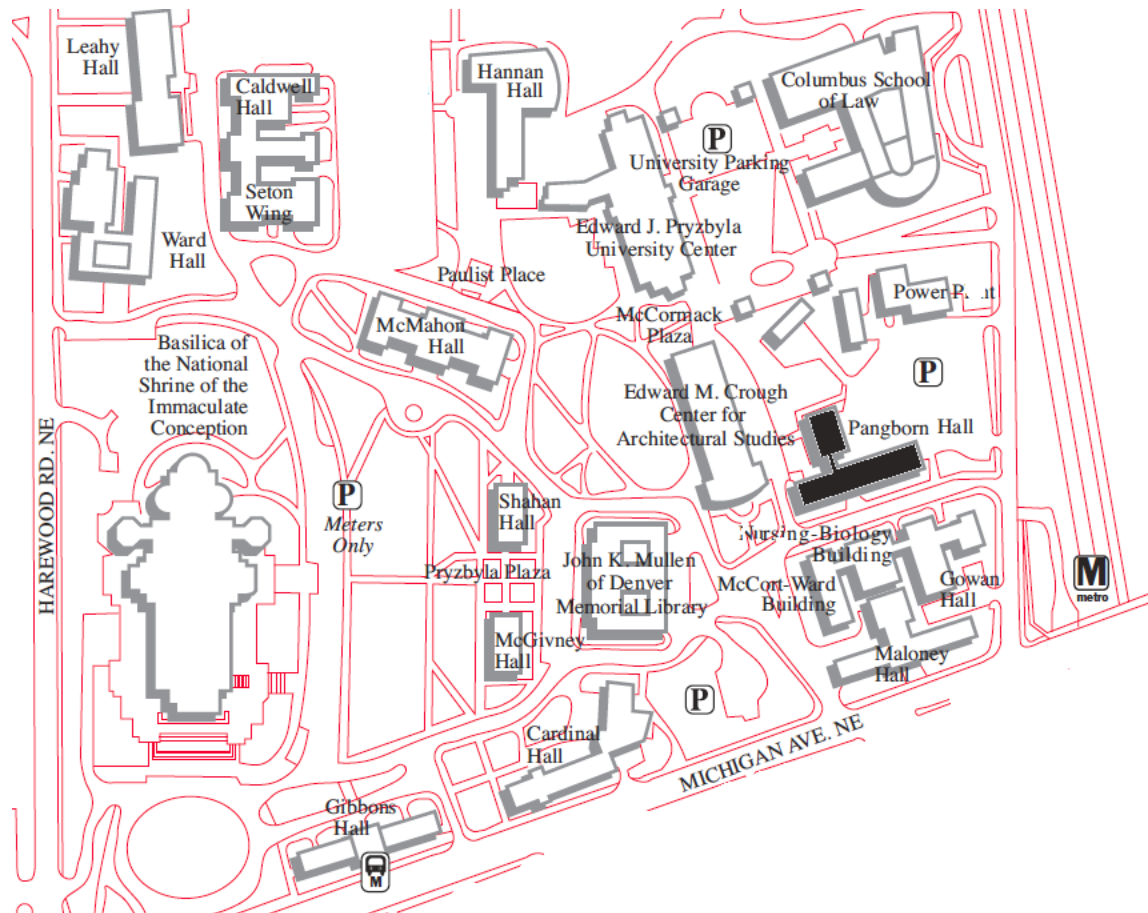 Leahy
Hall
Caldwell
Hall
Hannan
Hall
Columbus School
of Law
P
University Parking
Garage
Seton
Wing
Ward
Hall
Edward J. Pryzbyla
University Center
Paulist Place
McMahon
Hall
McCormack
Plaza
Power P
Basilica of
the National
Shrine of the
Immaculate
Conception
Edward M. Crough
Center for
Architectural Studies
P
Pangborn Hall
HAREWOOD RD. NE
P
Meters
Only
Shahan
Hall
Pryzbyla Plaza
John K. Mullen
of Denver
Memorial Library
Nursing-Biology
Building
McCort-Ward
Building
Gowan
Hall
M
metro
McGivney
Hall
Maloney
Hall
P
Cardinal
Hall
MICHIGAN AVE. NE
Gibbons
Hall
M